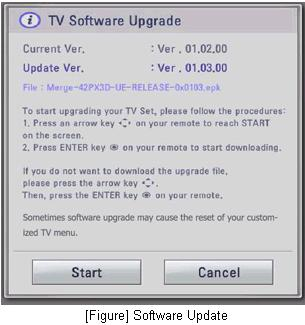 i TV Software Upgrade
Current Ver. : Ver . 01.02.00
Update Ver. : Ver . 01.03.00
File : Merge-42PX3D-UE-RELEASE-0x0103.epk
To start upgrading your TV Set, please follow the procedures:
1. Press an arrow key on your remote to reach START
on the screen.
2. Press ENTER key on your remote to start downloading.
If you do not want to download the upgrade file,
please press the arrow key .
Then, press the ENTER key on your remote.
Sometimes software upgrade may cause the reset of your custom-
ized TV menu.
Start Cancel
[Figure] Software Update